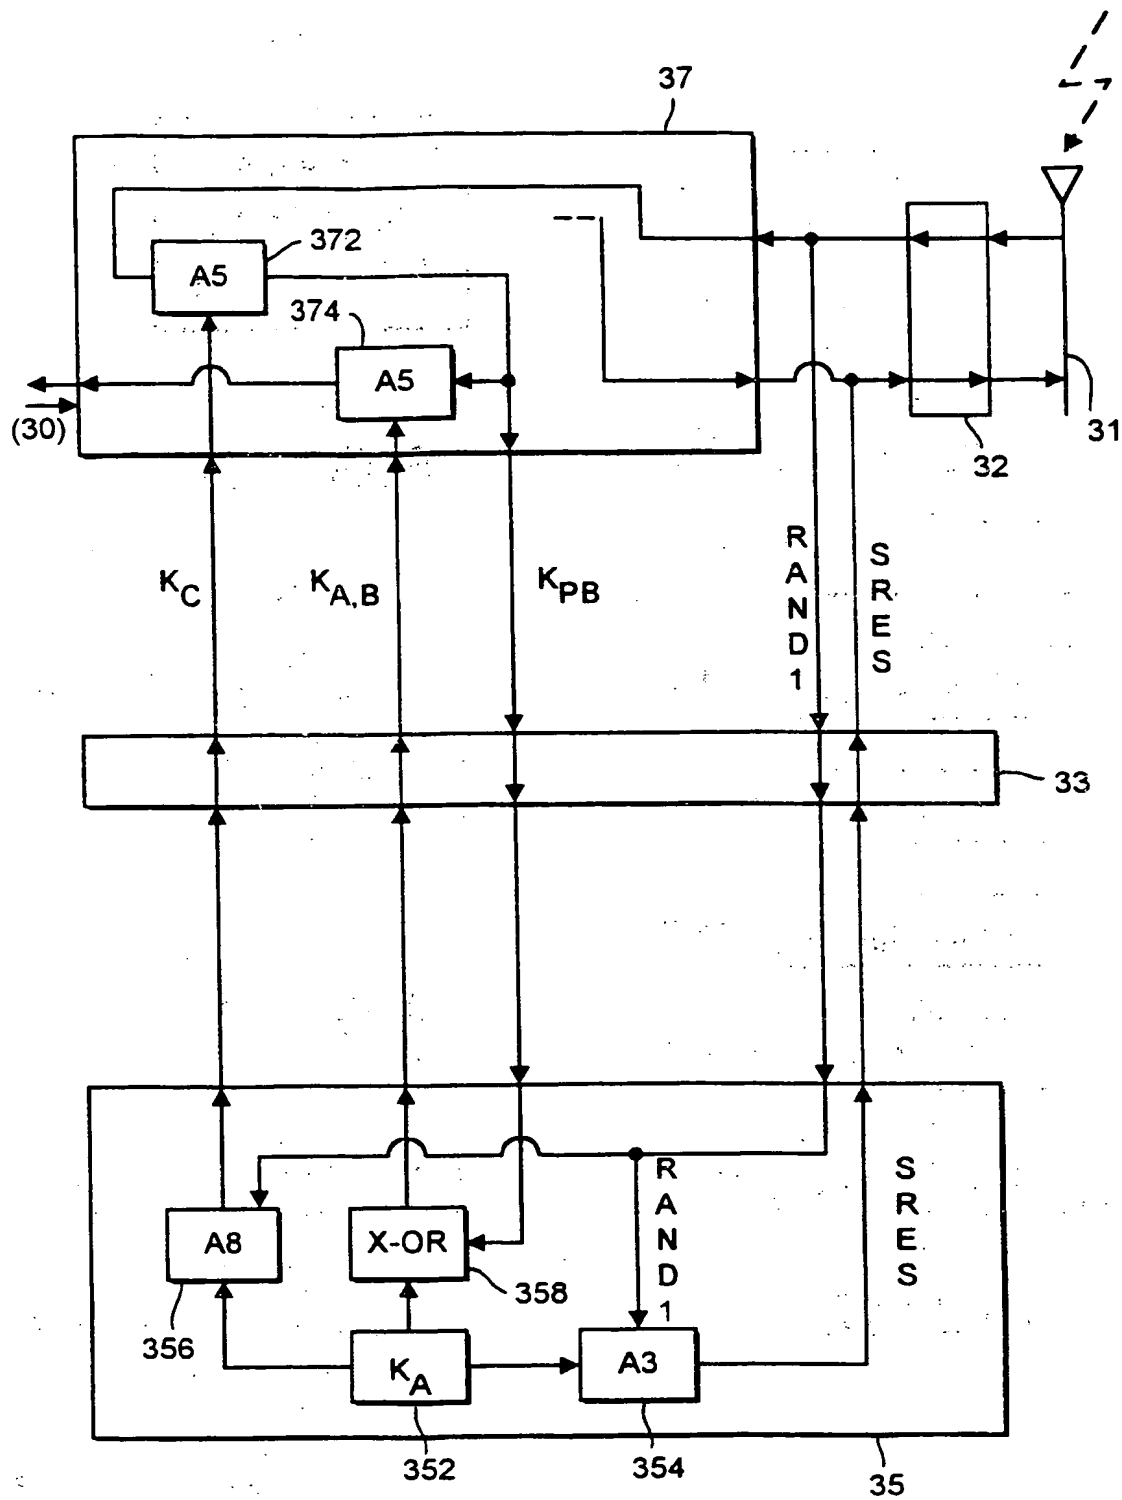 37
372
A5
374
A5
(30)
31
32
KC
KA,B
KPB
RAND1
SRES
33
RAND1
SRES
A8
X-OR
358
356
KA
A3
352
354
35